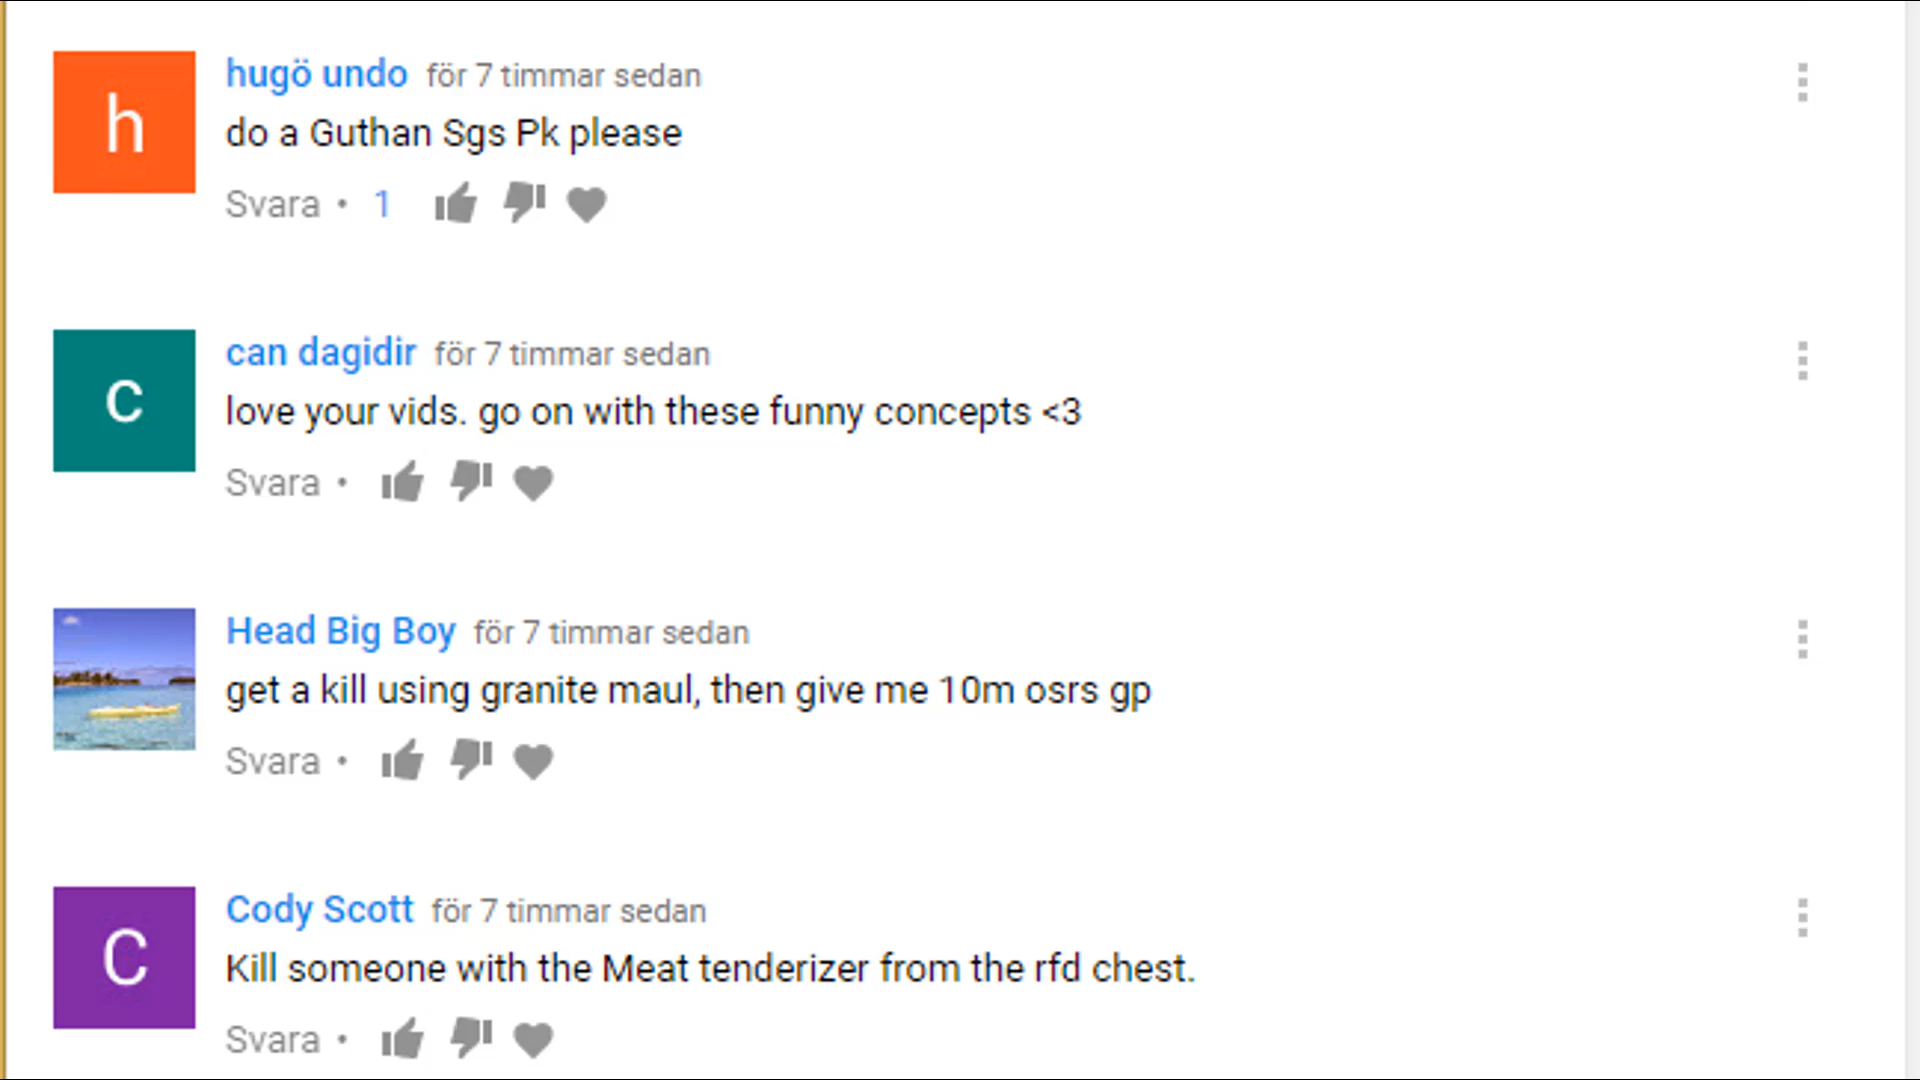 h
hugö undo för 7 timmar sedan
do a Guthan Sgs Pk please
Svara • 1
c
can dagidir för 7 timmar sedan
love your vids. go on with these funny concepts <3
Svara •
Head Big Boy för 7 timmar sedan
get a kill using granite maul, then give me 10m osrs gp
Svara •
C
Cody Scott för 7 timmar sedan
Kill someone with the Meat tenderizer from the rfd chest.
Svara •